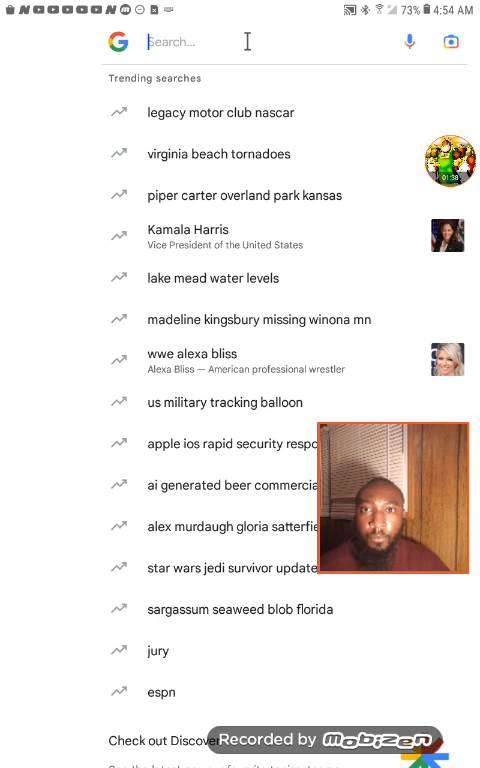 73% 4:54 AM
Search...
Trending searches
legacy motor club nascar
virginia beach tornadoes
01:38
piper carter overland park kansas
Kamala Harris
Vice President of the United States
lake mead water levels
madeline kingsbury missing winona mn
wwe alexa bliss
Alexa Bliss — American professional wrestler
us military tracking balloon
apple ios rapid security respo
ai generated beer commercia
alex murdaugh gloria satterfie
star wars jedi survivor update
sargassum seaweed blob florida
jury
espn
Check out Discover
Recorded by mobizen